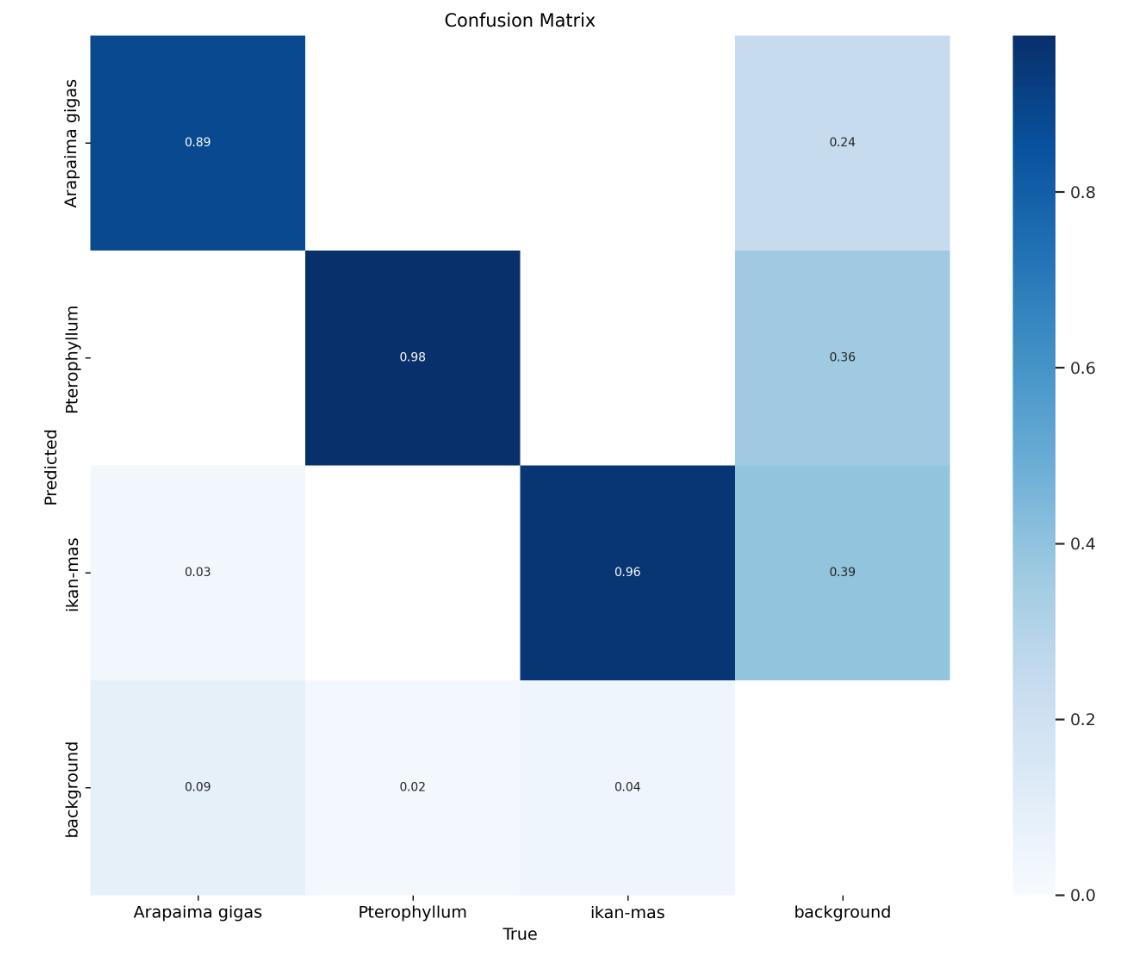 Confusion Matrix
Arapaima gigas
0.89
0.24
0.8
Pterophyllum
0.98
0.36
0.6
Predicted
ikan-mas
0.03
0.96
0.39
0.4
background
0.09
0.02
0.04
0.2
0.0
Arapaima gigas
Pterophyllum
ikan-mas
background
True